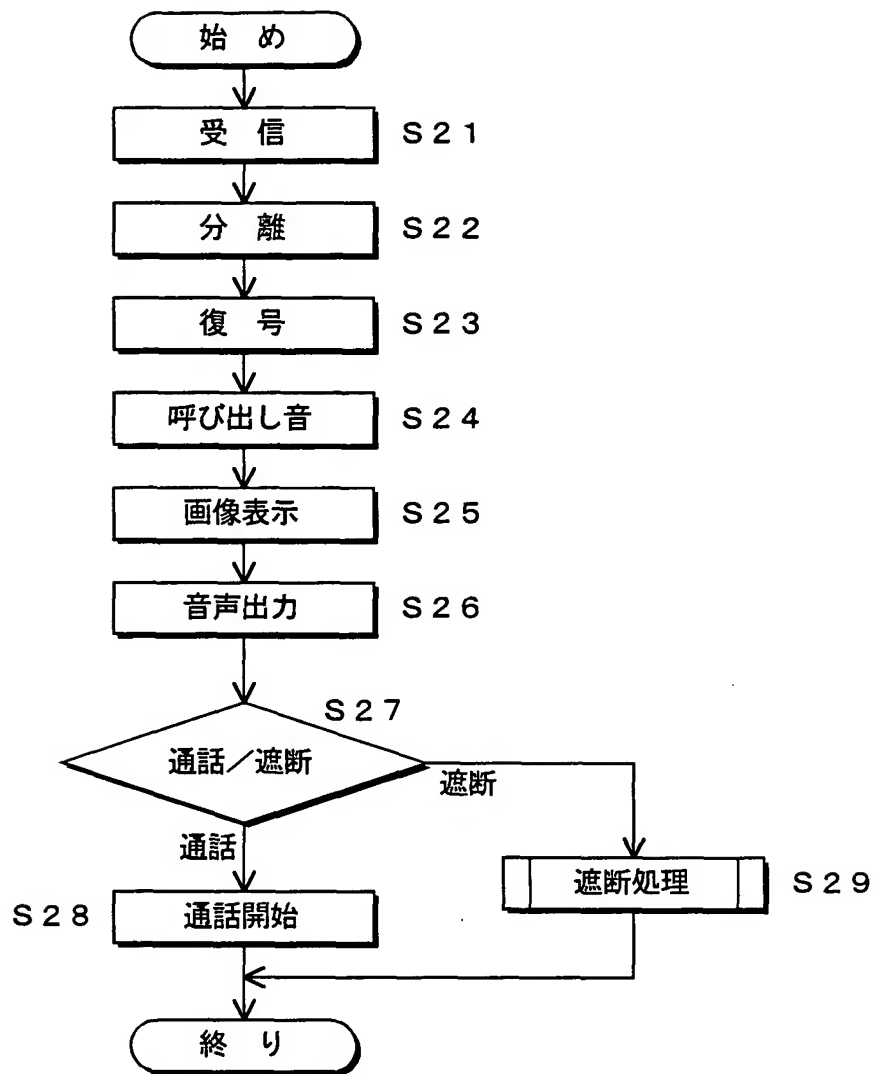 始　め
受　信
Ｓ２１
分　離
Ｓ２２
復　号
Ｓ２３
呼び出し音
Ｓ２４
画像表示
Ｓ２５
音声出力
Ｓ２６
Ｓ２７
通話／遮断
遮断
通話
遮断処理
Ｓ２９
Ｓ２８
通話開始
終　り